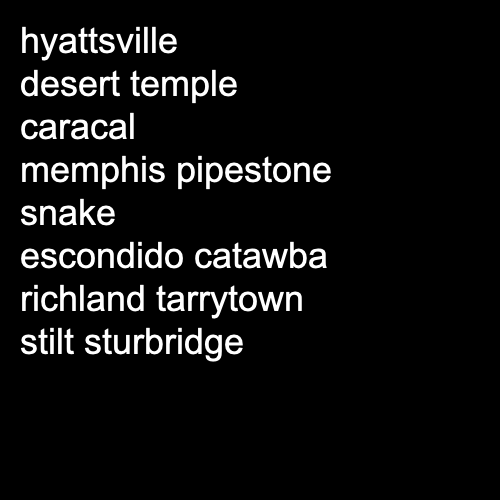 hyattsville
desert temple
caracal
memphis pipestone
snake
escondido catawba
richland tarrytown
stilt sturbridge